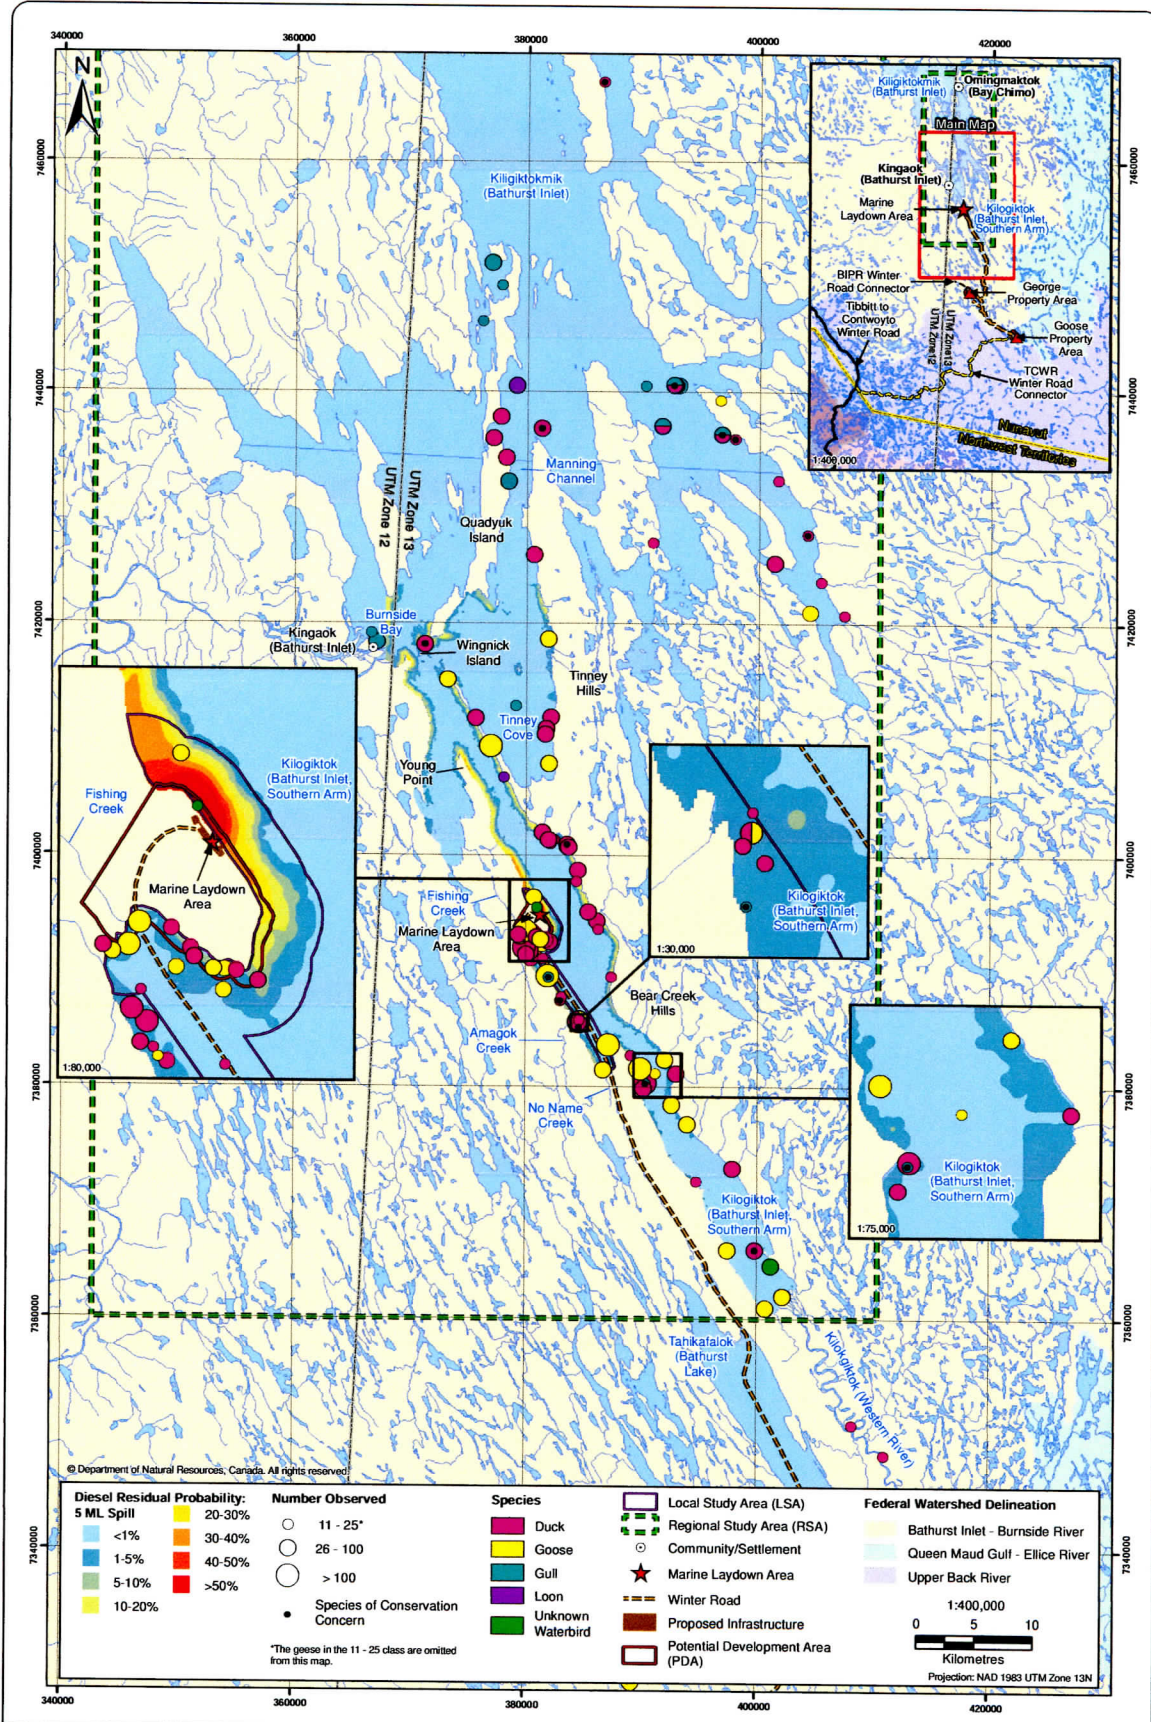 340000
360000
380000
400000
420000
N
7460000
7440000
7420000
7400000
7380000
7360000
7340000
7460000
7440000
7420000
7400000
7380000
7360000
7340000
Kiligiktokmik
(Bathurst Inlet)
Omingmaktok
(Bay Chimo)
Main Map
Kingaok
(Bathurst Inlet)
Marine
Laydown Area
Kilogiktok
(Bathurst Inlet,
Southern Arm)
BIPR Winter
Road Connector
George
Property Area
Tibbitt to
Contwoyto
Winter Road
UTM Zone 12
UTM Zone 13
Goose
Property
Area
TCWR
Winter Road
Connector
Nunavut
Northwest Territories
1:400,000
Kiligiktokmik
(Bathurst Inlet)
Manning
Channel
UTM Zone 12
UTM Zone 13
Quadyuk
Island
Burnside
Bay
Kingaok
(Bathurst Inlet)
Wingnick
Island
Tinney
Hills
Tinney
Cove
Young
Point
Fishing
Creek
Kilogiktok
(Bathurst Inlet,
Southern Arm)
Marine Laydown
Area
1:80,000
Fishing
Creek
Marine Laydown
Area
Kilogiktok
(Bathurst Inlet,
Southern Arm)
1:30,000
Bear Creek
Hills
Amagok
Creek
No Name
Creek
Kilogiktok
(Bathurst Inlet,
Southern Arm)
1:75,000
Kilogiktok
(Bathurst Inlet,
Southern Arm)
Tahikafalok
(Bathurst
Lake)
Kilokgiktok (Western River)
© Department of Natural Resources, Canada. All rights reserved.
Diesel Residual Probability:
5 ML Spill
<1%
1-5%
5-10%
10-20%
20-30%
30-40%
40-50%
>50%
Number Observed
11 - 25*
26 - 100
> 100
Species of Conservation
Concern
*The geese in the 11 - 25 class are omitted
from this map.
Species
Duck
Goose
Gull
Loon
Unknown
Waterbird
Local Study Area (LSA)
Regional Study Area (RSA)
Community/Settlement
Marine Laydown Area
Winter Road
Proposed Infrastructure
Potential Development Area
(PDA)
Federal Watershed Delineation
Bathurst Inlet - Burnside River
Queen Maud Gulf - Ellice River
Upper Back River
1:400,000
0 5 10
Kilometres
Projection: NAD 1983 UTM Zone 13N
340000
360000
380000
400000
420000